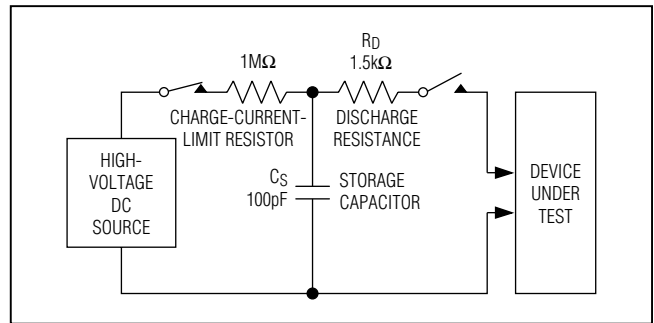 1MΩ
CHARGE-CURRENT-
LIMIT RESISTOR
RD
1.5kΩ
DISCHARGE
RESISTANCE
HIGH-
VOLTAGE
DC
SOURCE
CS
100pF
STORAGE
CAPACITOR
DEVICE
UNDER
TEST